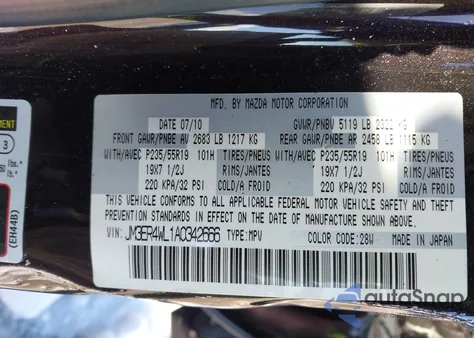 MFD. BY MAZDA MOTOR CORPORATION
DATE 07/10 GVWR/PNBV 5119 LB 2322 KG
FRONT GAWR/PNBE AV 2683 LB 1217 KG REAR GAWR/PNBE AR 2458 LB 1115 KG
WITH/AVEC P235/55R19 101H TIRES/PNEUS WITH/AVEC P235/55R19 101H TIRES/PNEUS
19X7 1/2J RIMS/JANTES 19X7 1/2J RIMS/JANTES
220 KPA/32 PSI COLD/A FROID 220 KPA/32 PSI COLD/A FROID
THIS VEHICLE CONFORMS TO ALL APPLICABLE FEDERAL MOTOR VEHICLE SAFETY AND
THEFT PREVENTION STANDARDS IN EFFECT ON THE DATE OF MANUFACTURE SHOWN ABOVE.
VIN: JM3ER4WL1A0342666 TYPE:MPV COLOR CODE:28W MADE IN JAPAN
3
lbs.
(EH44B)
autoSnap